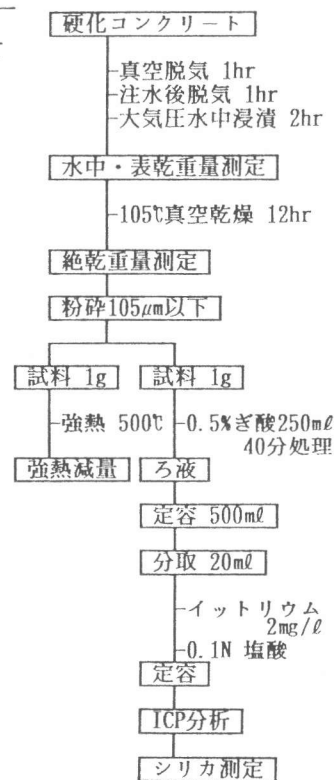 硬化コンクリート
真空脱気 1hr
注水後脱気 1hr
大気圧水中浸漬 2hr
水中・表乾重量測定
105℃真空乾燥 12hr
絶乾重量測定
粉砕105μm以下
試料 1g
試料 1g
強熱 500℃
0.5%ぎ酸250mℓ
40分処理
強熱減量
ろ液
定容 500mℓ
分取 20mℓ
イットリウム
2mg/ℓ
0.1N 塩酸
定容
ICP分析
シリカ測定